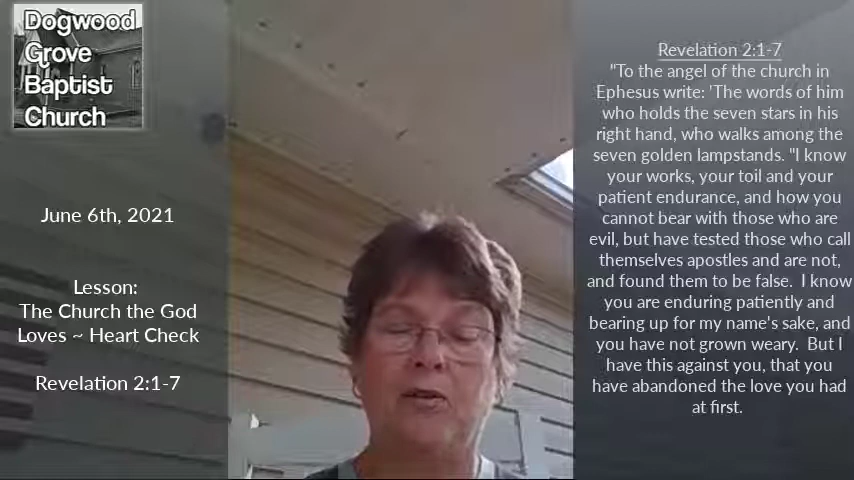 Dogwood
Grove
Baptist
Church
June 6th, 2021
Lesson:
The Church the God
Loves ~ Heart Check
Revelation 2:1-7
Revelation 2:1-7
"To the angel of the church in
Ephesus write: 'The words of him
who holds the seven stars in his
right hand, who walks among the
seven golden lampstands. "I know
your works, your toil and your
patient endurance, and how you
cannot bear with those who are
evil, but have tested those who call
themselves apostles and are not,
and found them to be false.  I know
you are enduring patiently and
bearing up for my name's sake, and
you have not grown weary.  But I
have this against you, that you
have abandoned the love you had
at first.